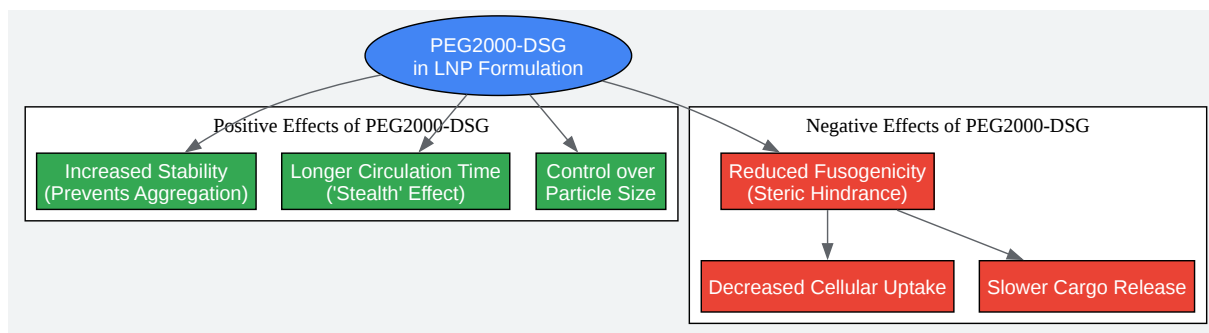 PEG2000-DSG
in LNP Formulation
Positive Effects of PEG2000-DSG
Increased Stability
(Prevents Aggregation)
Longer Circulation Time
('Stealth' Effect)
Control over
Particle Size
Negative Effects of PEG2000-DSG
Reduced Fusogenicity
(Steric Hindrance)
Decreased Cellular Uptake
Slower Cargo Release